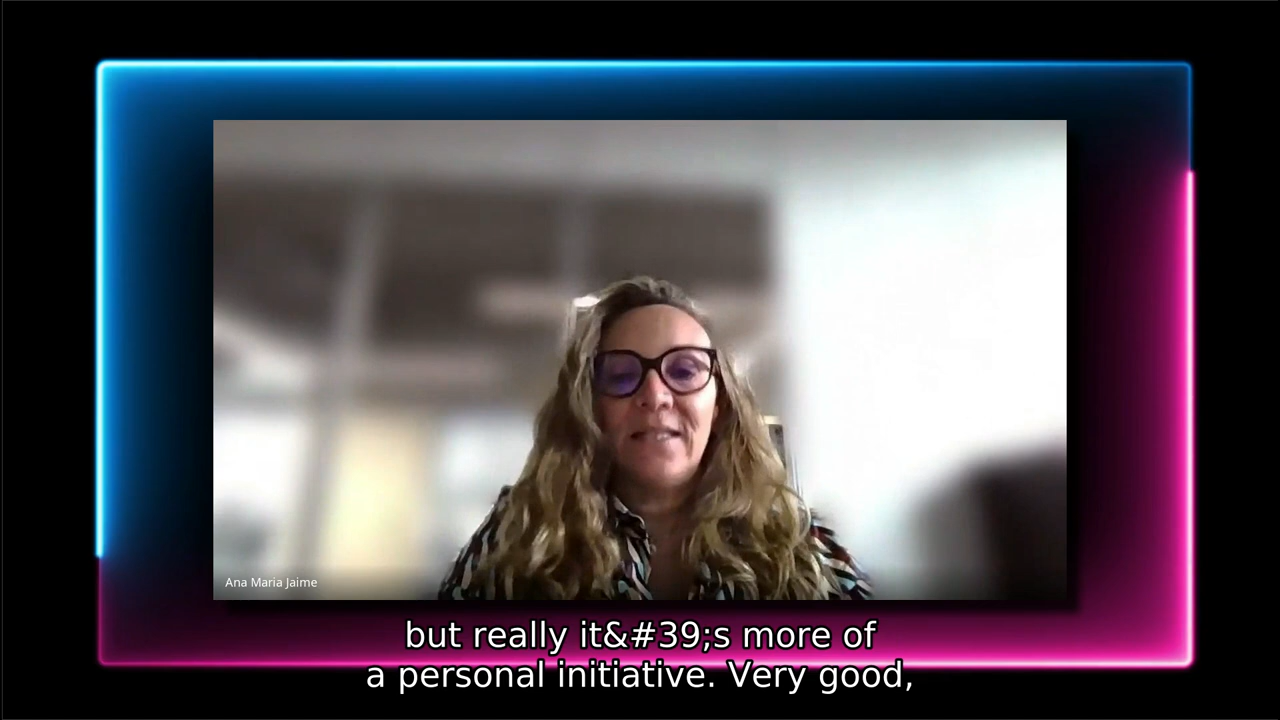 Ana Maria Jaime
but really it&#39;s more of
a personal initiative. Very good,